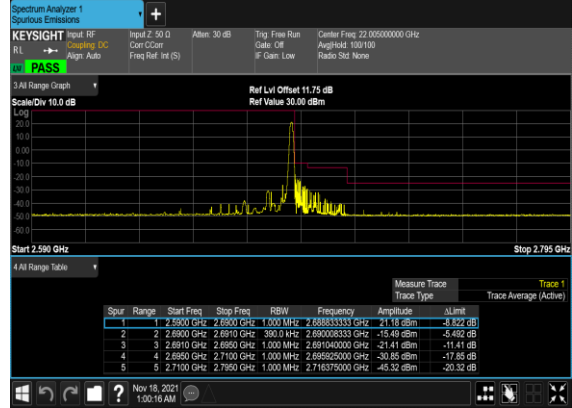 Spectrum Analyzer 1
Spurious Emissions
+
KEYSIGHT Input: RF Input Z: 50 Ω Atten: 30 dB Trig: Free Run Center Freq: 22.005000000 GHz
RL Coupling: DC Corr CCorr Gate: Off Avg|Hold: 100/100
Align: Auto Freq Ref: Int (S) IF Gain: Low Radio Std: None
LW PASS
3 All Range Graph
Ref Lvl Offset 11.75 dB
Scale/Div 10.0 dB Ref Value 30.00 dBm
Log
20.0
10.0
0.00
-10.0
-20.0
-30.0
-40.0
-50.0
-60.0
Start 2.590 GHz Stop 2.795 GHz
4 All Range Table
Measure Trace Trace 1
Trace Type Trace Average (Active)
Spur Range Start Freq Stop Freq RBW Frequency Amplitude ΔLimit
1 1 2.5900 GHz 2.6900 GHz 1.000 MHz 2.688833333 GHz 21.18 dBm -8.822 dB
2 2 2.6900 GHz 2.6910 GHz 390.0 kHz 2.690008333 GHz -15.49 dBm -5.492 dB
3 3 2.6910 GHz 2.6950 GHz 1.000 MHz 2.691040000 GHz -21.41 dBm -11.41 dB
4 4 2.6950 GHz 2.7100 GHz 1.000 MHz 2.695925000 GHz -30.85 dBm -17.85 dB
5 5 2.7100 GHz 2.7950 GHz 1.000 MHz 2.716375000 GHz -45.32 dBm -20.32 dB
? Nov 18, 2021
1:00:16 AM